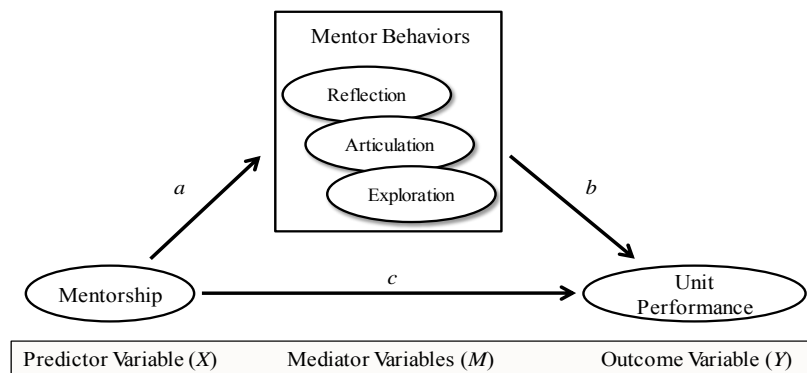 Mentor Behaviors
Reflection
Articulation
Exploration
a
b
Mentorship
c
Unit
Performance
Predictor Variable (X)
Mediator Variables (M)
Outcome Variable (Y)